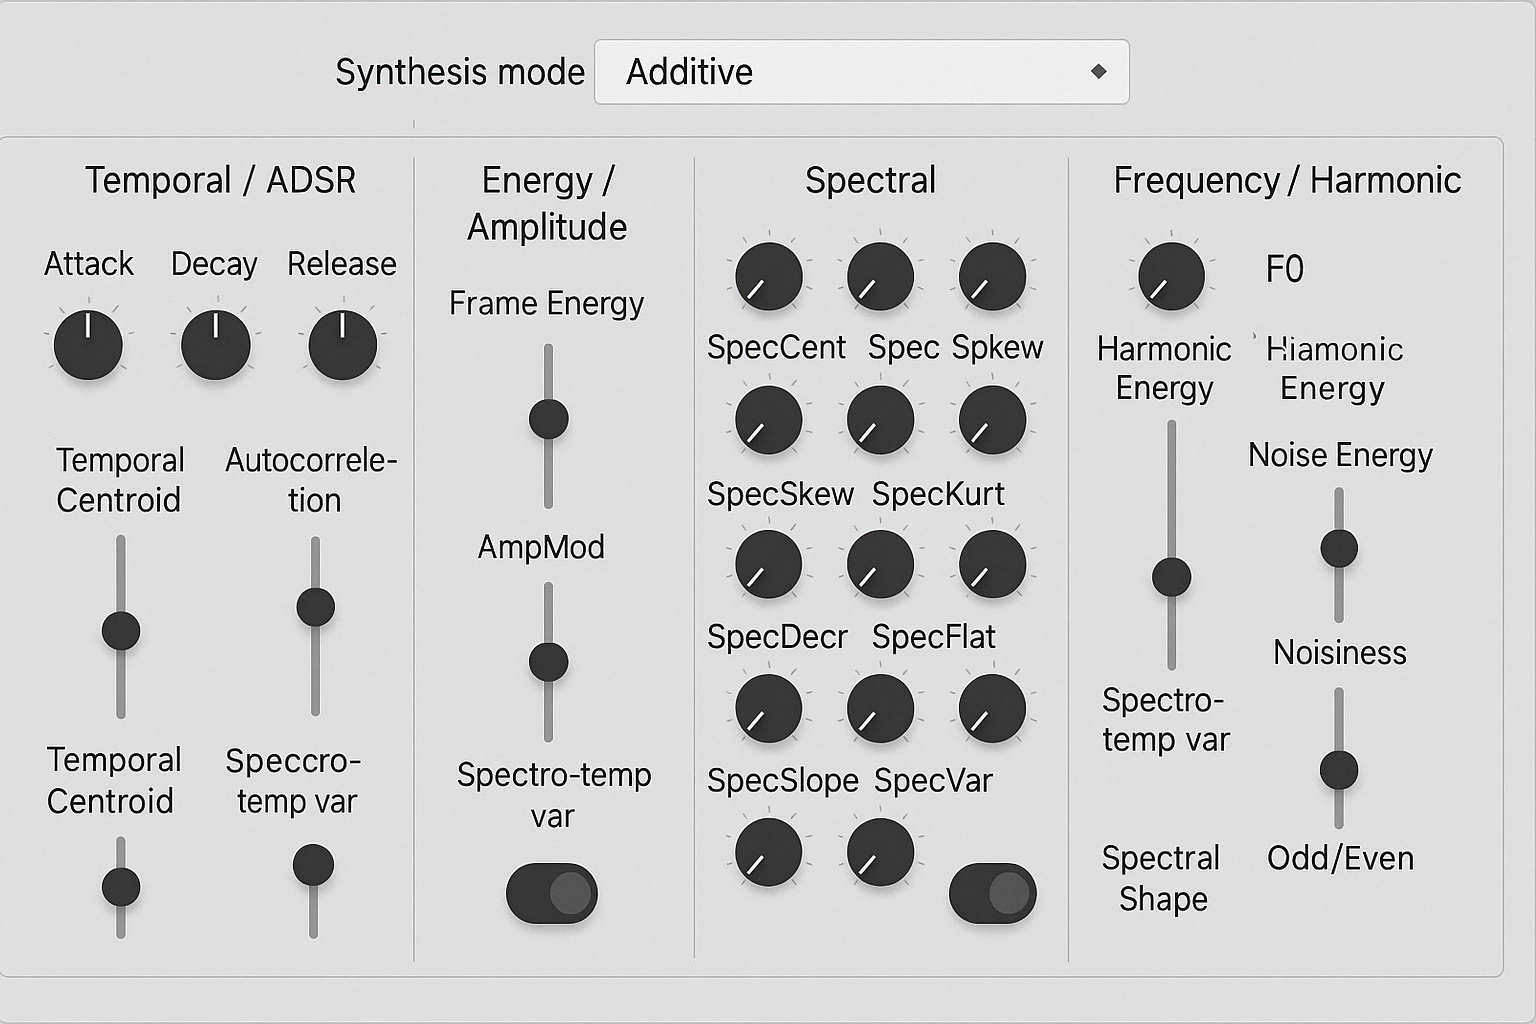 Synthesis mode Additive
Temporal / ADSR
Attack Decay Release
Temporal
Centroid
Autocorrele-
tion
Temporal
Centroid
Speccro-
temp var
Energy /
Amplitude
Frame Energy
AmpMod
Spectro-temp
var
Spectral
SpecCent Spec Spkew
SpecSkew SpecKurt
SpecDecr SpecFlat
SpecSlope SpecVar
Frequency / Harmonic
F0
Harmonic
Energy
Hiamonic
Energy
Noise Energy
Noisiness
Spectro-
temp var
Spectral
Shape
Odd/Even